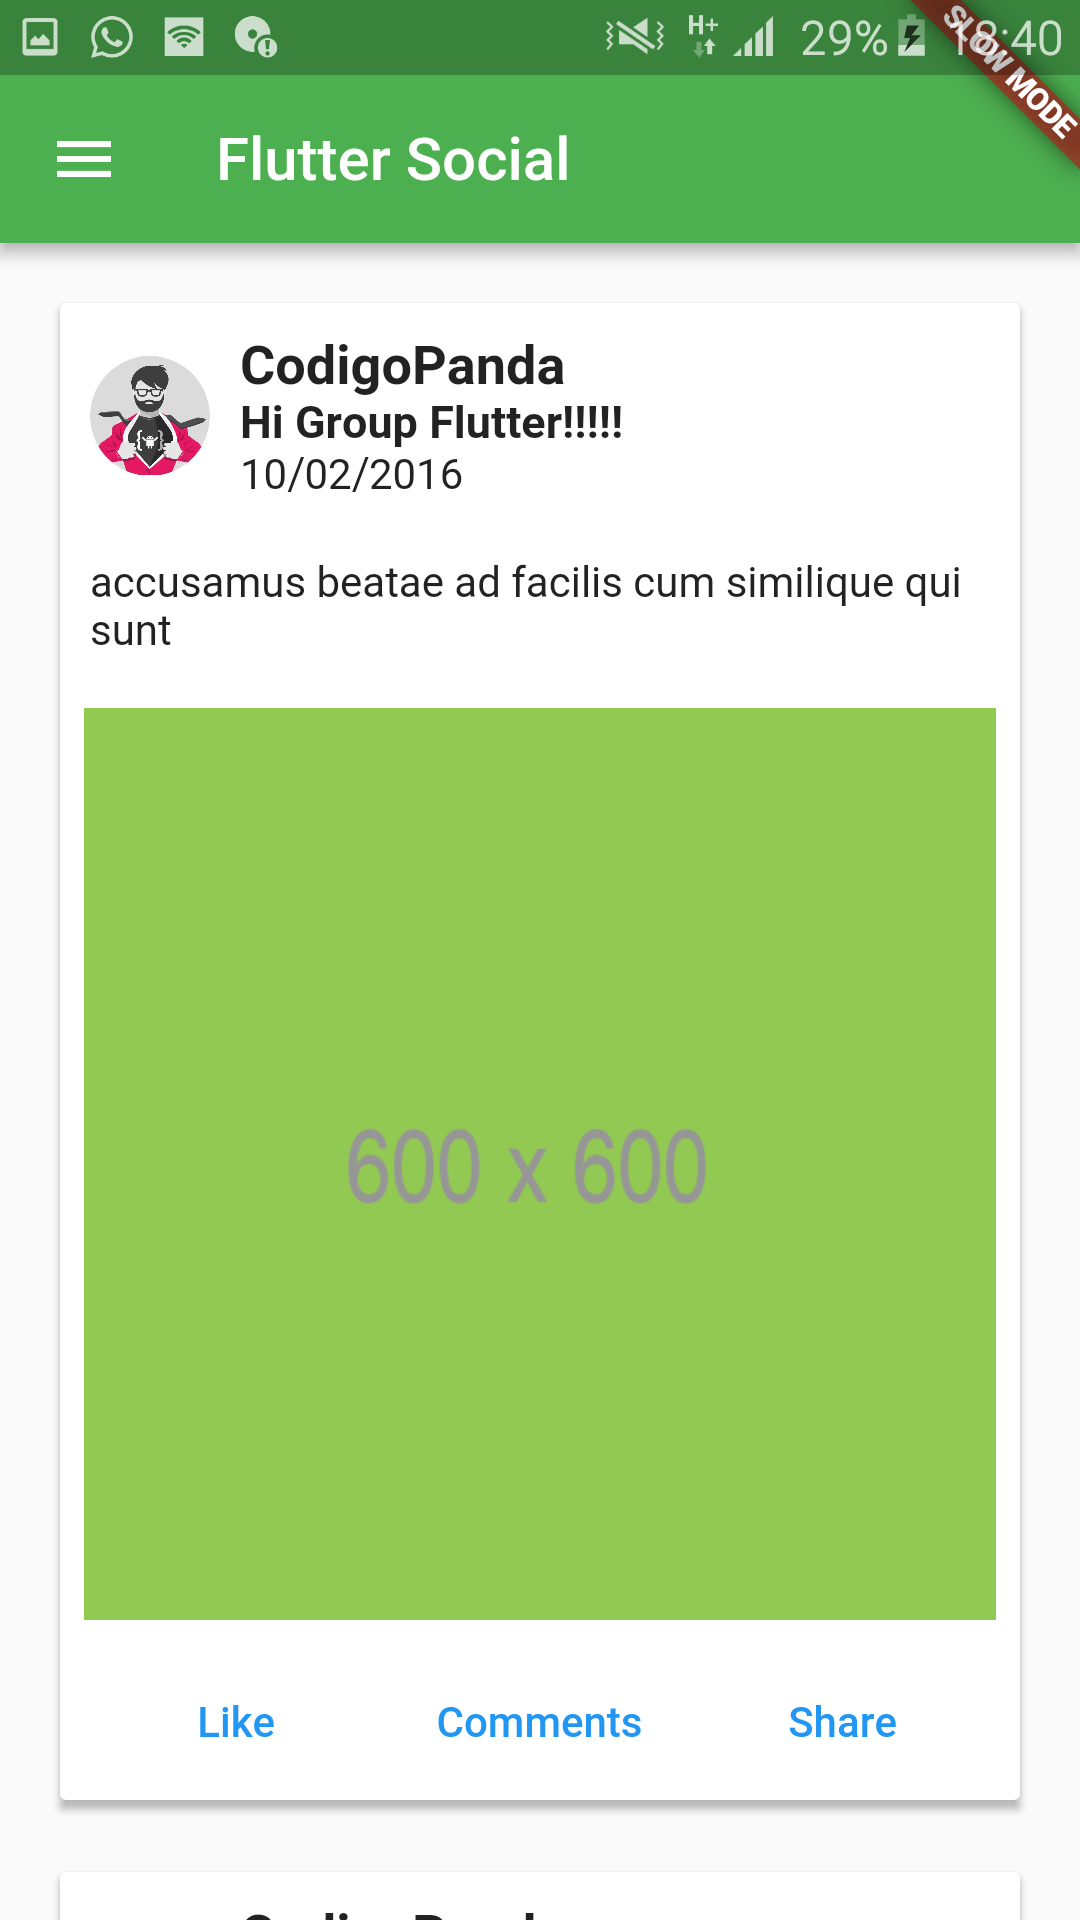 H+ 29% 18:40
SLOW MODE
Flutter Social
CodigoPanda
Hi Group Flutter!!!!!
10/02/2016
accusamus beatae ad facilis cum similique qui
sunt
600 x 600
Like Comments Share